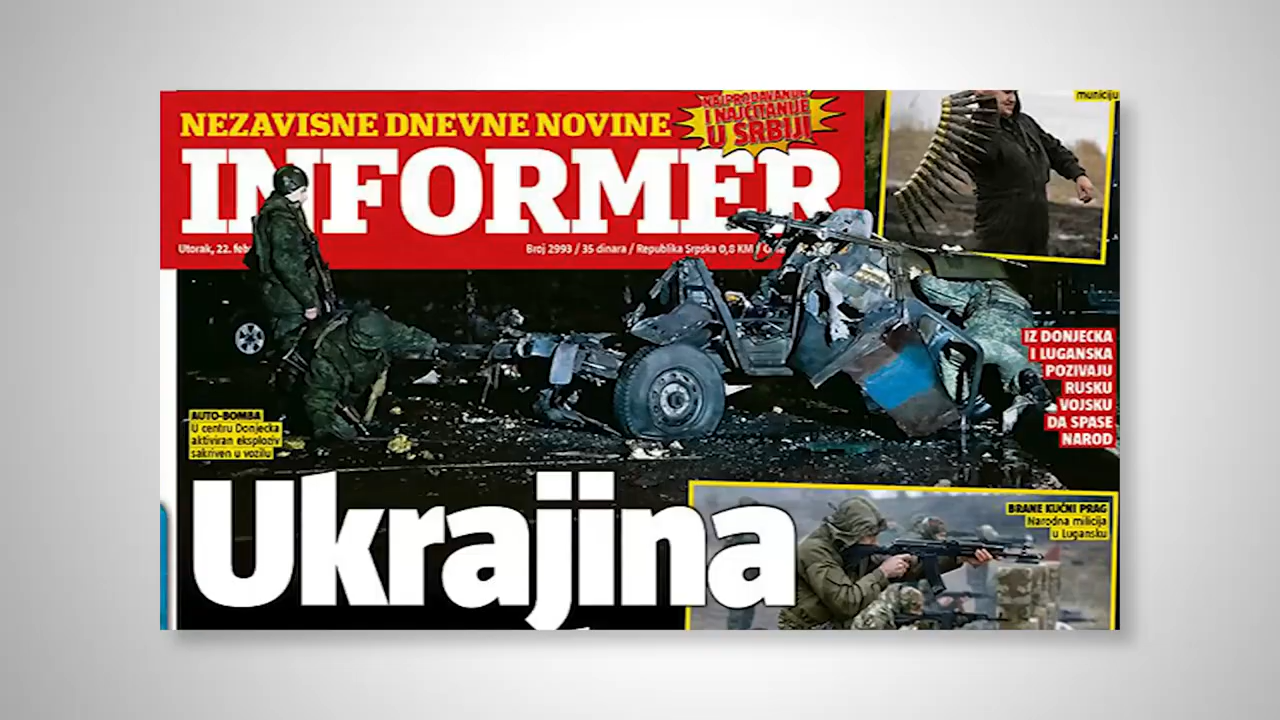 municiju
NEZAVISNE DNEVNE NOVINE
NAJPRODAVANIJE
I NAJČITANIJE
U SRBIJI
INFORMER
Utorak, 22.
Broj 2993 / 35 dinara / Republika Srpska 0,8 KM /
IZ DONJECKA
I LUGANSKA
POZIVAJU
RUSKU
VOJSKU
DA SPASE
NAROD
AUTO-BOMBA
U centru Donjecka
aktiviran eksploziv
sakriven u vozilu
Ukrajina
BRANE KUĆNI PRAG
Narodna milicija
u Lugansku